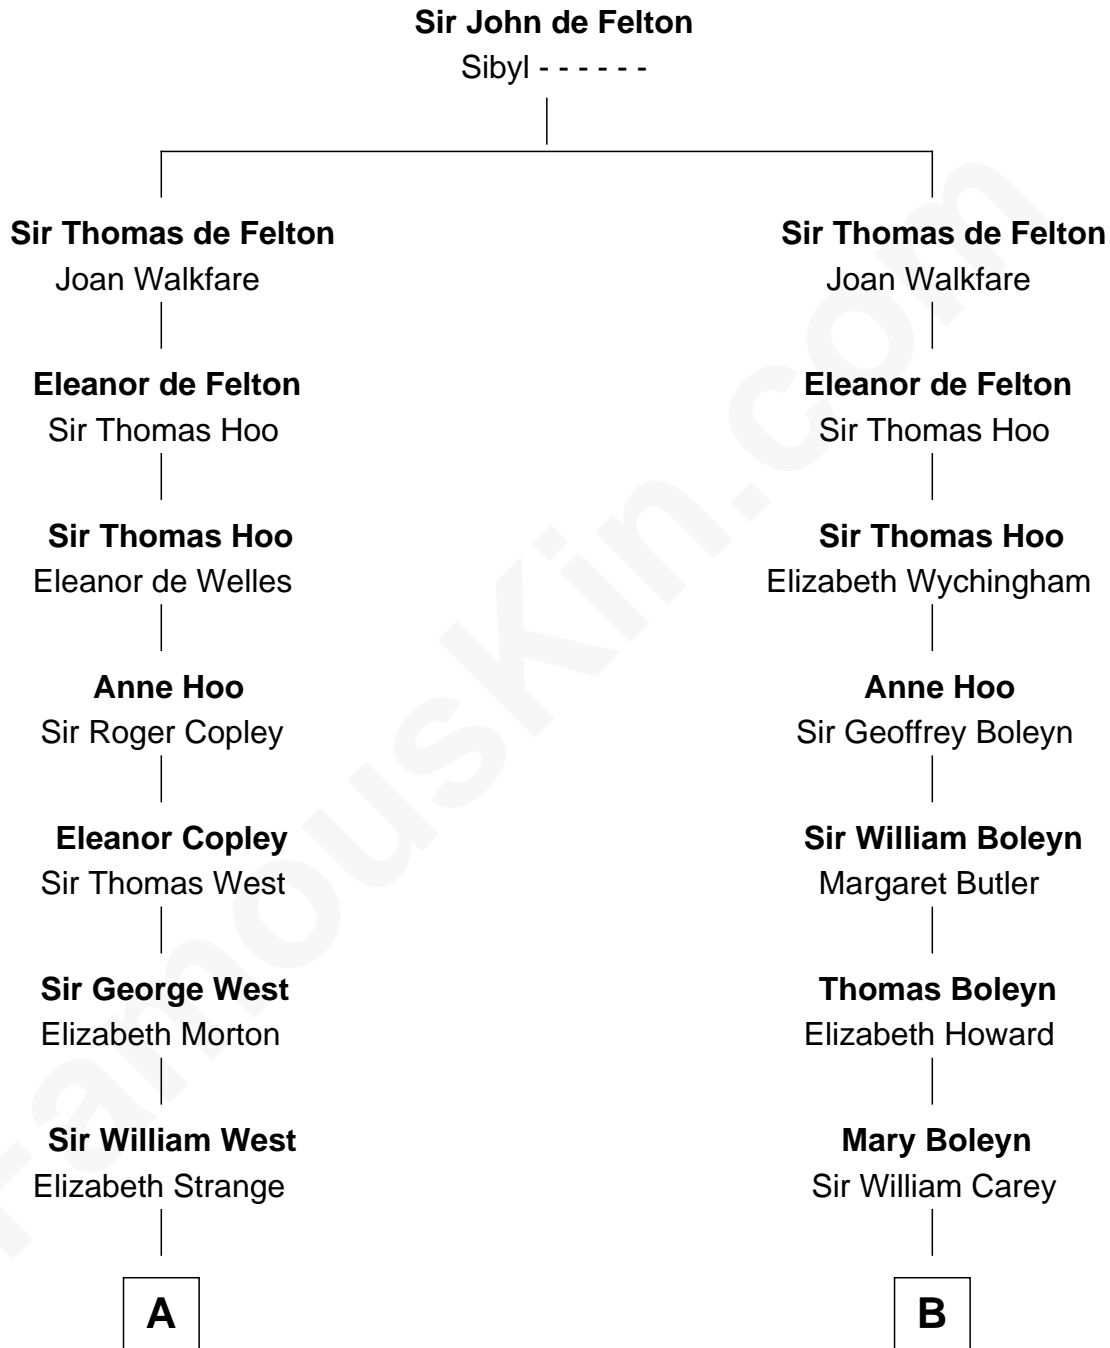 Sir John de Felton
Sibyl - - - - - -
Sir Thomas de Felton
Joan Walkfare
Sir Thomas de Felton
Joan Walkfare
Eleanor de Felton
Sir Thomas Hoo
Eleanor de Felton
Sir Thomas Hoo
Sir Thomas Hoo
Eleanor de Welles
Sir Thomas Hoo
Elizabeth Wychingham
Anne Hoo
Sir Roger Copley
Anne Hoo
Sir Geoffrey Boleyn
Eleanor Copley
Sir Thomas West
Sir William Boleyn
Margaret Butler
Sir George West
Elizabeth Morton
Thomas Boleyn
Elizabeth Howard
Sir William West
Elizabeth Strange
Mary Boleyn
Sir William Carey
A
B
FamousKin.com